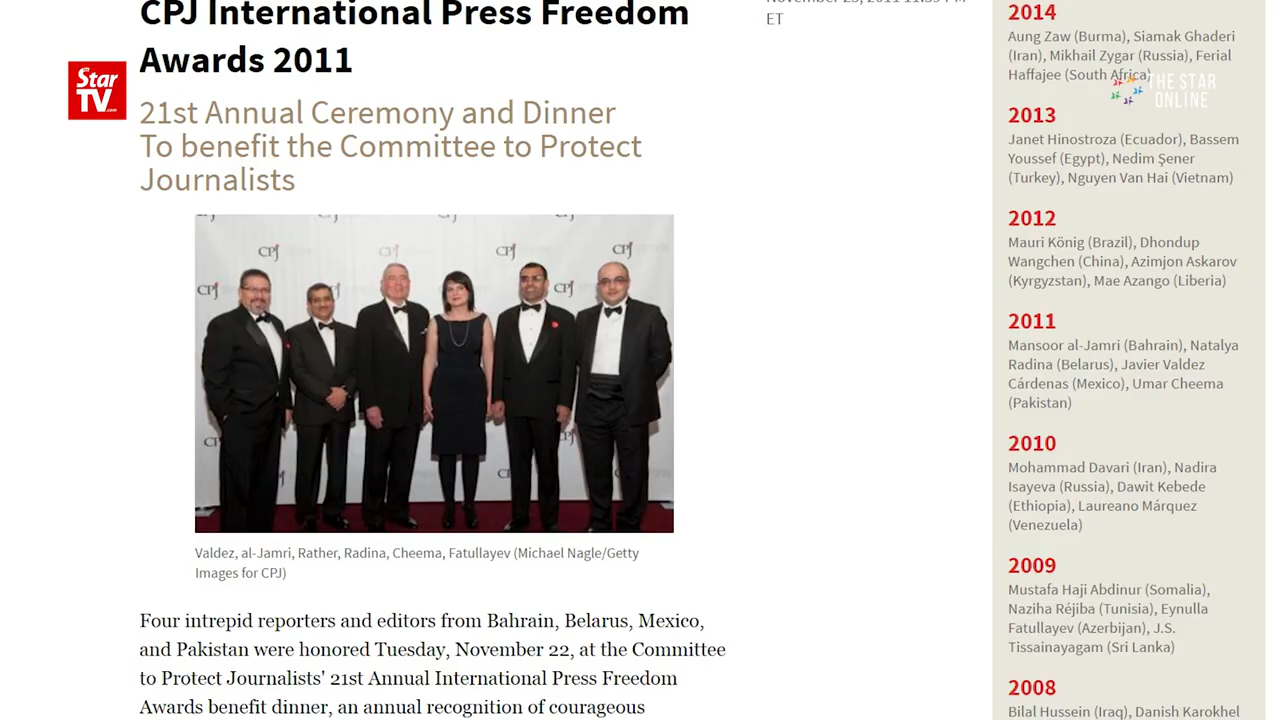 CPJ International Press Freedom
Awards 2011
21st Annual Ceremony and Dinner
To benefit the Committee to Protect
Journalists
Star
TV.com
CPJ
CPJ
CPJ
CPJ
CPJ
CPJ
Valdez, al-Jamri, Rather, Radina, Cheema, Fatullayev (Michael Nagle/Getty
Images for CPJ)
Four intrepid reporters and editors from Bahrain, Belarus, Mexico,
and Pakistan were honored Tuesday, November 22, at the Committee
to Protect Journalists' 21st Annual International Press Freedom
Awards benefit dinner, an annual recognition of courageous
ET
2014
Aung Zaw (Burma), Siamak Ghaderi
(Iran), Mikhail Zygar (Russia), Ferial
Haffajee (South Africa)
THE STAR
ONLINE
2013
Janet Hinostroza (Ecuador), Bassem
Youssef (Egypt), Nedim Şener
(Turkey), Nguyen Van Hai (Vietnam)
2012
Mauri König (Brazil), Dhondup
Wangchen (China), Azimjon Askarov
(Kyrgyzstan), Mae Azango (Liberia)
2011
Mansoor al-Jamri (Bahrain), Natalya
Radina (Belarus), Javier Valdez
Cárdenas (Mexico), Umar Cheema
(Pakistan)
2010
Mohammad Davari (Iran), Nadira
Isayeva (Russia), Dawit Kebede
(Ethiopia), Laureano Márquez
(Venezuela)
2009
Mustafa Haji Abdinur (Somalia),
Naziha Réjiba (Tunisia), Eynulla
Fatullayev (Azerbijan), J.S.
Tissainayagam (Sri Lanka)
2008
Bilal Hussein (Iraq), Danish Karokhel